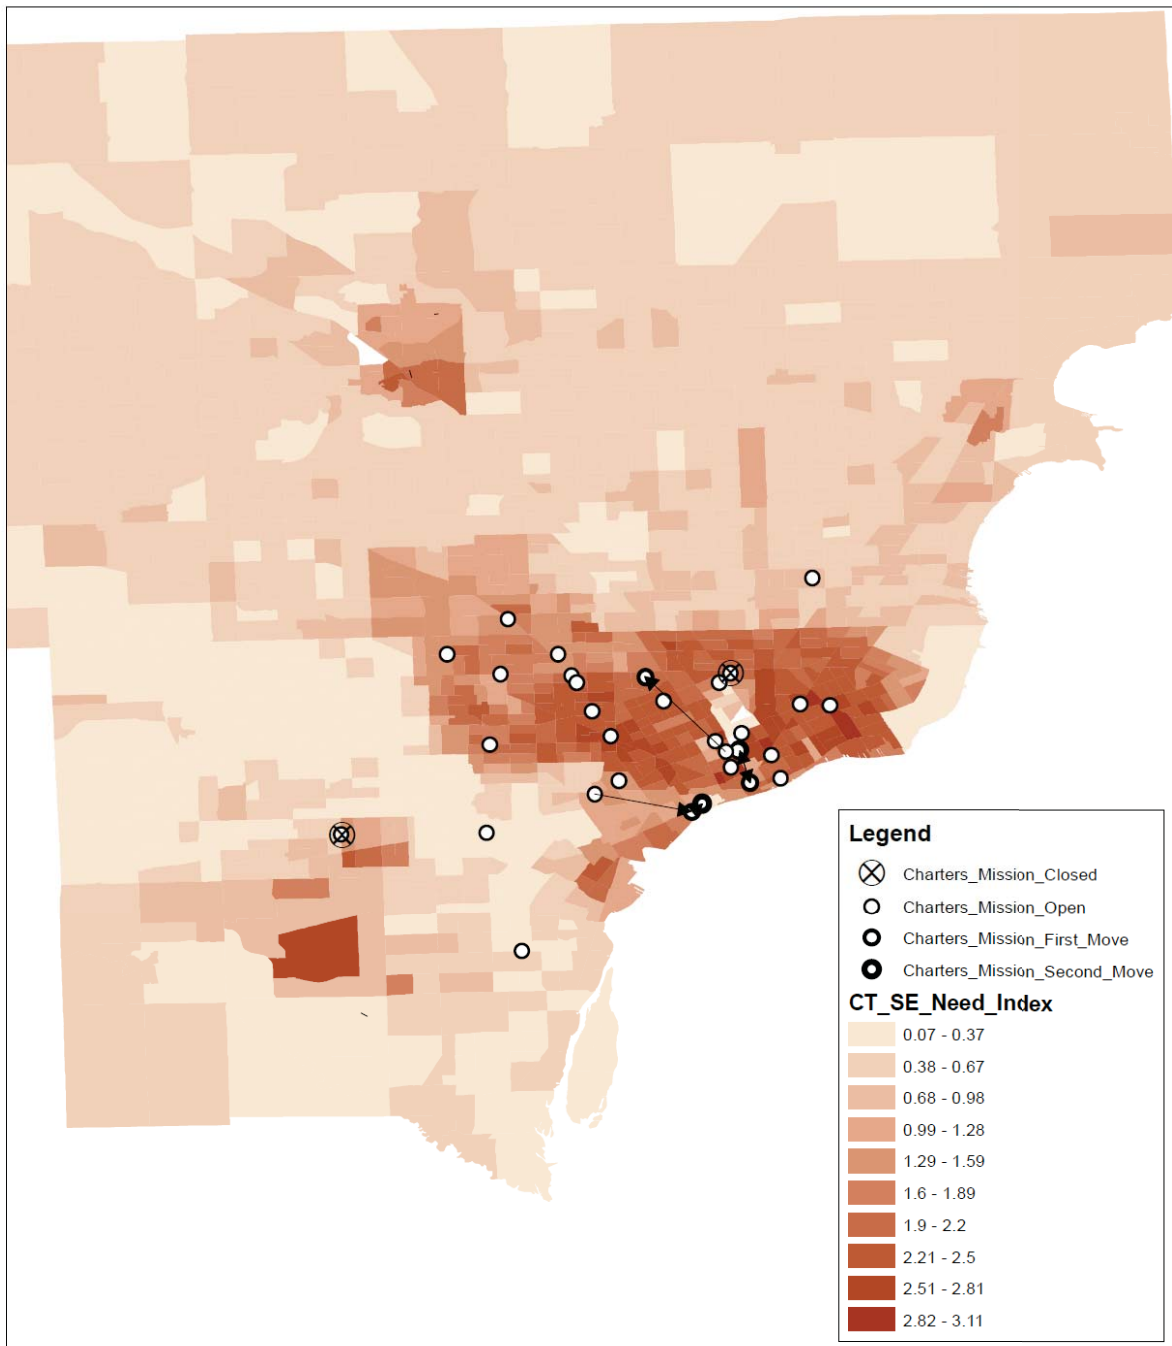 Legend
Charters_Mission_Closed
Charters_Mission_Open
Charters_Mission_First_Move
Charters_Mission_Second_Move
CT_SE_Need_Index
0.07 - 0.37
0.38 - 0.67
0.68 - 0.98
0.99 - 1.28
1.29 - 1.59
1.6 - 1.89
1.9 - 2.2
2.21 - 2.5
2.51 - 2.81
2.82 - 3.11